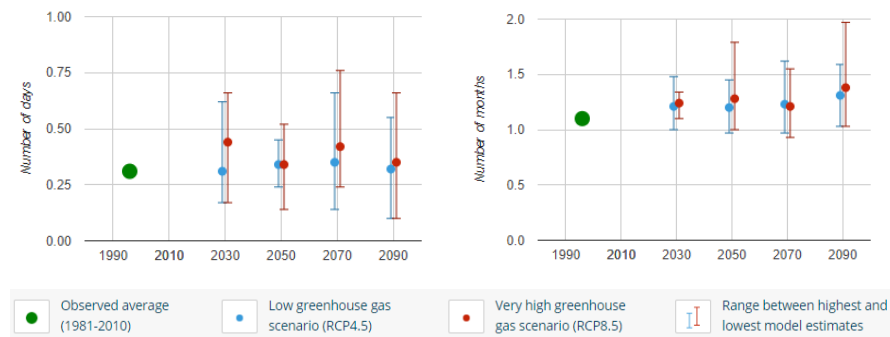 1.00
0.75
0.50
0.25
0.00
Number of days
1990 2010 2030 2050 2070 2090
2.0
1.5
1.0
0.5
0.0
Number of months
1990 2010 2030 2050 2070 2090
Observed average
(1981-2010)
Low greenhouse gas
scenario (RCP4.5)
Very high greenhouse
gas scenario (RCP8.5)
Range between highest and
lowest model estimates